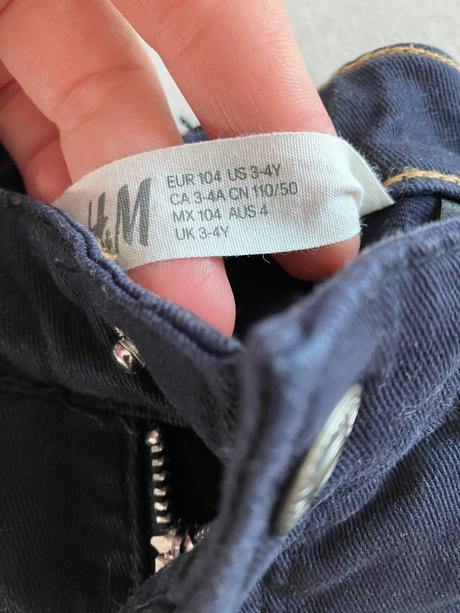 H&M
EUR 104 US 3-4Y
CA 3-4A CN 110/50
MX 104 AUS 4
UK 3-4Y